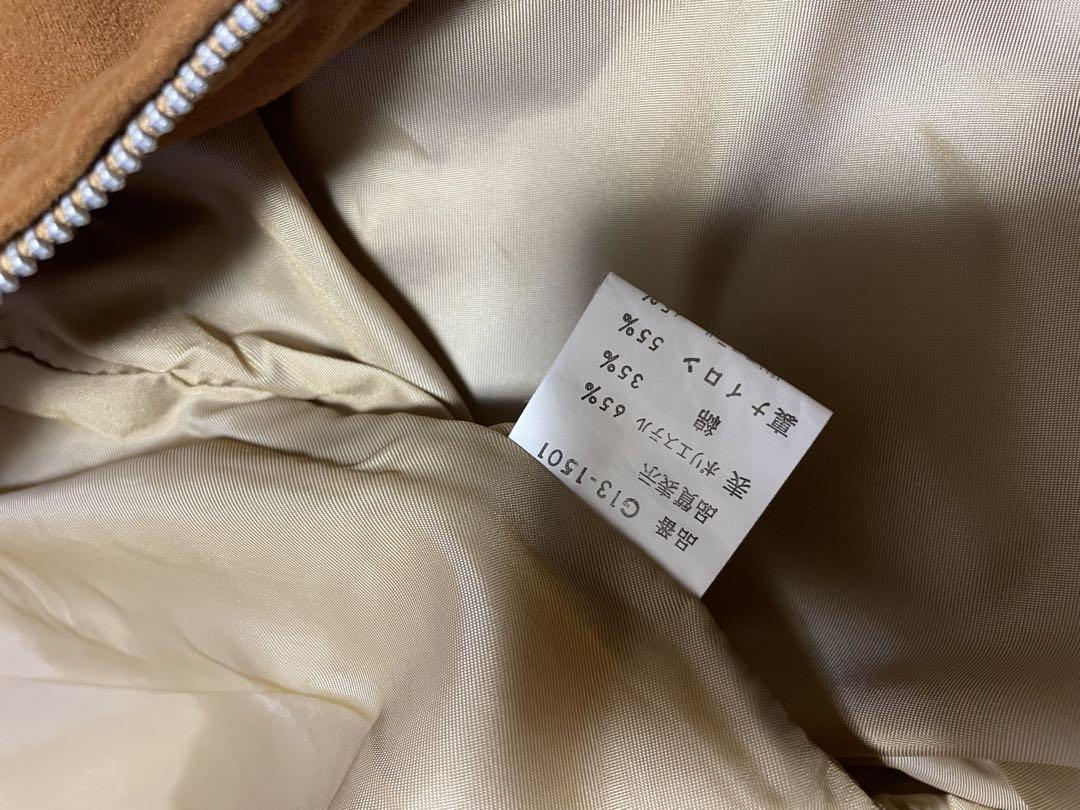 品番 G13-1501
品質表示
表 ポリエステル 65%
綿 35%
裏 ナイロン 55%
45%